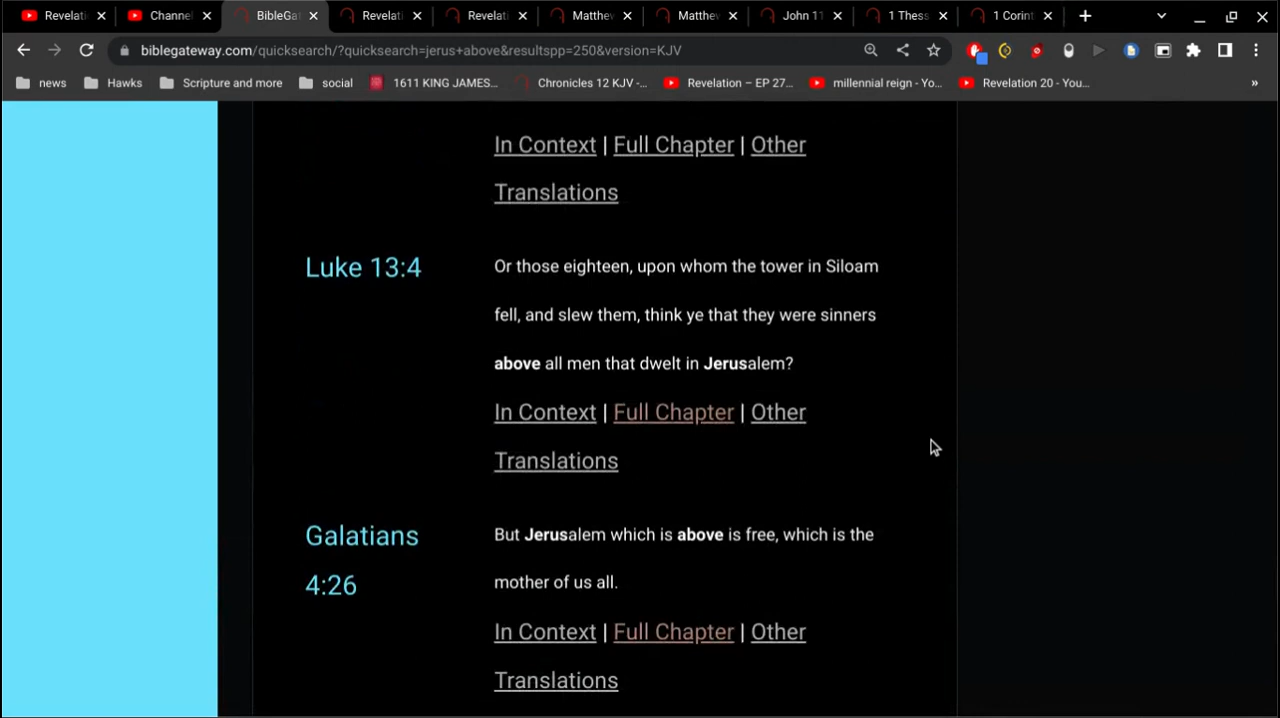 Revelati
Channel
BibleGat
Revelati
Revelati
Matthew
Matthew
John 11
1 Thess
1 Corint
biblegateway.com/quicksearch/?quicksearch=jerus+above&resultspp=250&version=KJV
news
Hawks
Scripture and more
social
1611 KING JAMES...
Chronicles 12 KJV -...
Revelation – EP 27...
millennial reign - Yo...
Revelation 20 - You...
»
In Context | Full Chapter | Other
Translations
Luke 13:4
Or those eighteen, upon whom the tower in Siloam
fell, and slew them, think ye that they were sinners
above all men that dwelt in Jerusalem?
In Context | Full Chapter | Other
Translations
Galatians
4:26
But Jerusalem which is above is free, which is the
mother of us all.
In Context | Full Chapter | Other
Translations